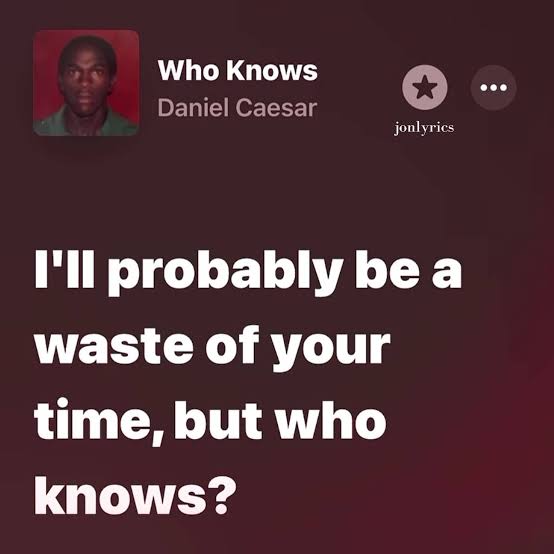 Who Knows
Daniel Caesar
jonlyrics
I'll probably be a
waste of your
time, but who
knows?